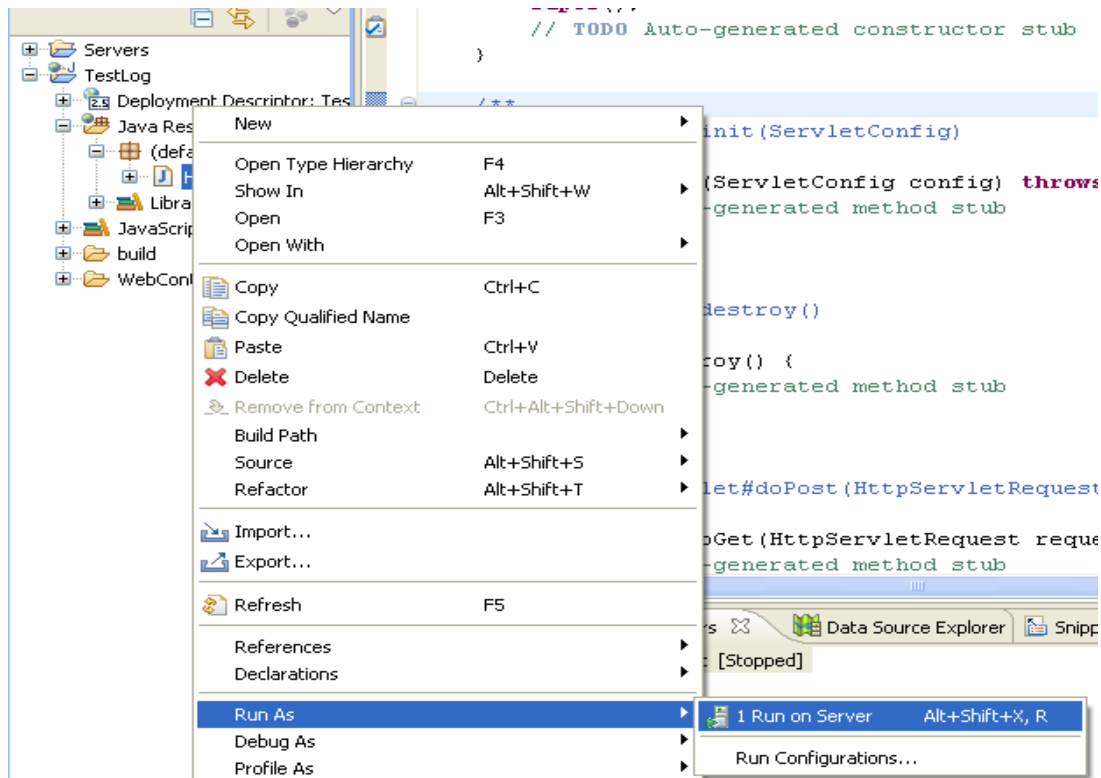 // TODO Auto-generated constructor stub
}
Servers
TestLog
Deployment Descriptor: Tes
/**
Java Res
New
init(ServletConfig)
(defa
Open Type Hierarchy F4
H
Show In Alt+Shift+W
(ServletConfig config) throws
Libra
Open F3
-generated method stub
JavaScrip
Open With
build
WebCont
Copy Ctrl+C
Copy Qualified Name
destroy()
Paste Ctrl+V
roy() {
Delete Delete
-generated method stub
Remove from Context Ctrl+Alt+Shift+Down
Build Path
Source Alt+Shift+S
Refactor Alt+Shift+T
let#doPost(HttpServletRequest
Import...
oGet(HttpServletRequest reque
Export...
-generated method stub
Refresh F5
rs Data Source Explorer Snipp
References
: [Stopped]
Declarations
Run As
1 Run on Server Alt+Shift+X, R
Debug As
Run Configurations...
Profile As